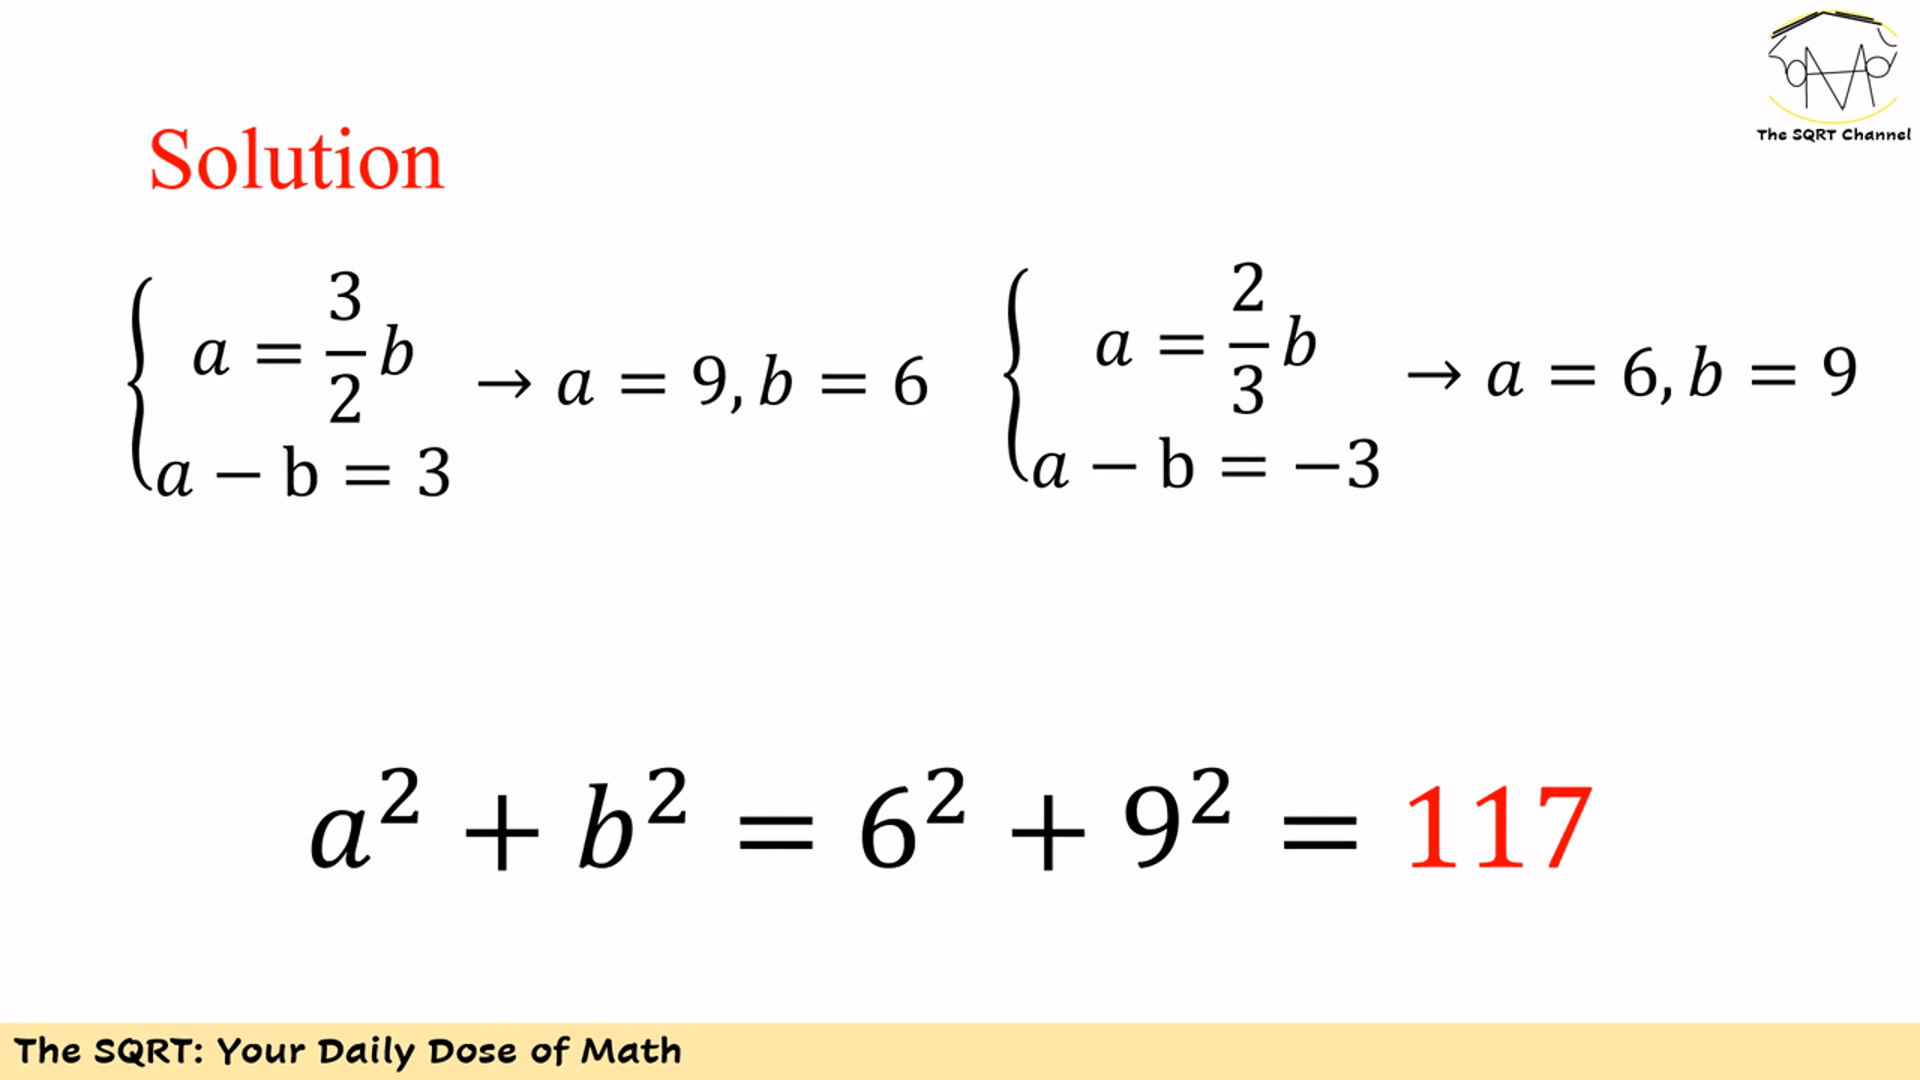 The SQRT Channel
Solution
a = 3/2 b
a − b = 3
→ a = 9, b = 6
a = 2/3 b
a − b = −3
→ a = 6, b = 9
a² + b² = 6² + 9² = 117
The SQRT: Your Daily Dose of Math